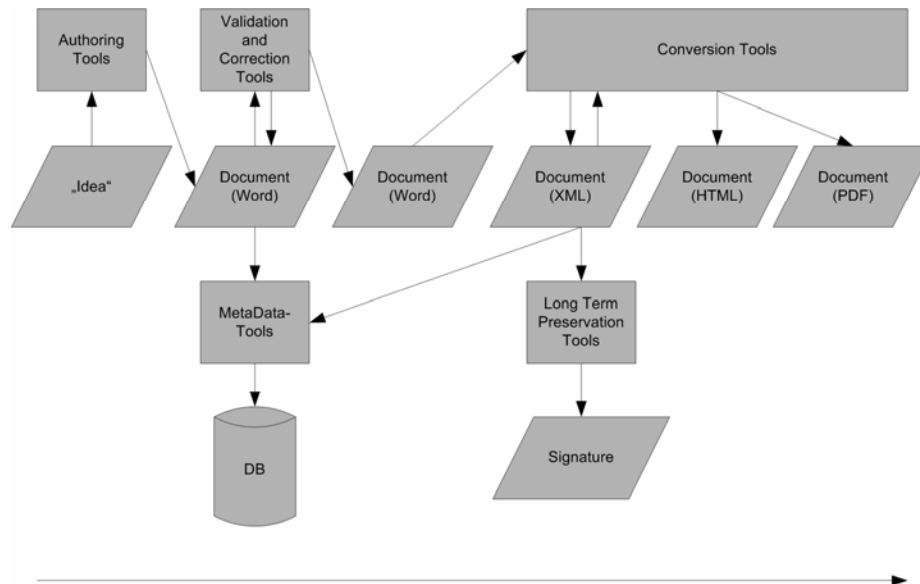 Authoring
Tools
Validation
and
Correction
Tools
Conversion Tools
„Idea“
Document
(Word)
Document
(Word)
Document
(XML)
Document
(HTML)
Document
(PDF)
MetaData-
Tools
Long Term
Preservation
Tools
DB
Signature